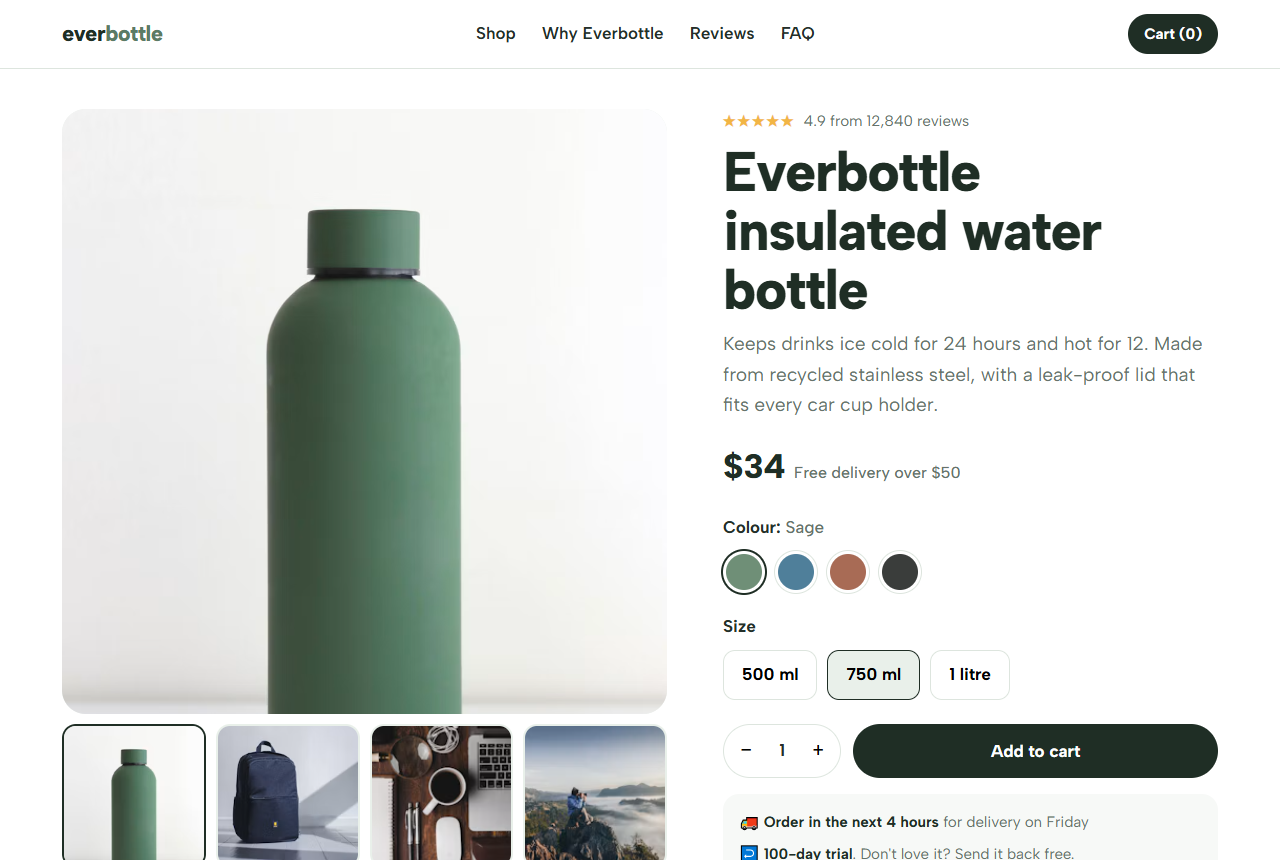 everbottle
Shop
Why Everbottle
Reviews
FAQ
Cart (0)
★★★★★ 4.9 from 12,840 reviews
Everbottle
insulated water
bottle
Keeps drinks ice cold for 24 hours and hot for 12. Made
from recycled stainless steel, with a leak-proof lid that
fits every car cup holder.
$34 Free delivery over $50
Colour: Sage
Size
500 ml
750 ml
1 litre
− 1 +
Add to cart
🚚 Order in the next 4 hours for delivery on Friday
↩️ 100-day trial. Don't love it? Send it back free.